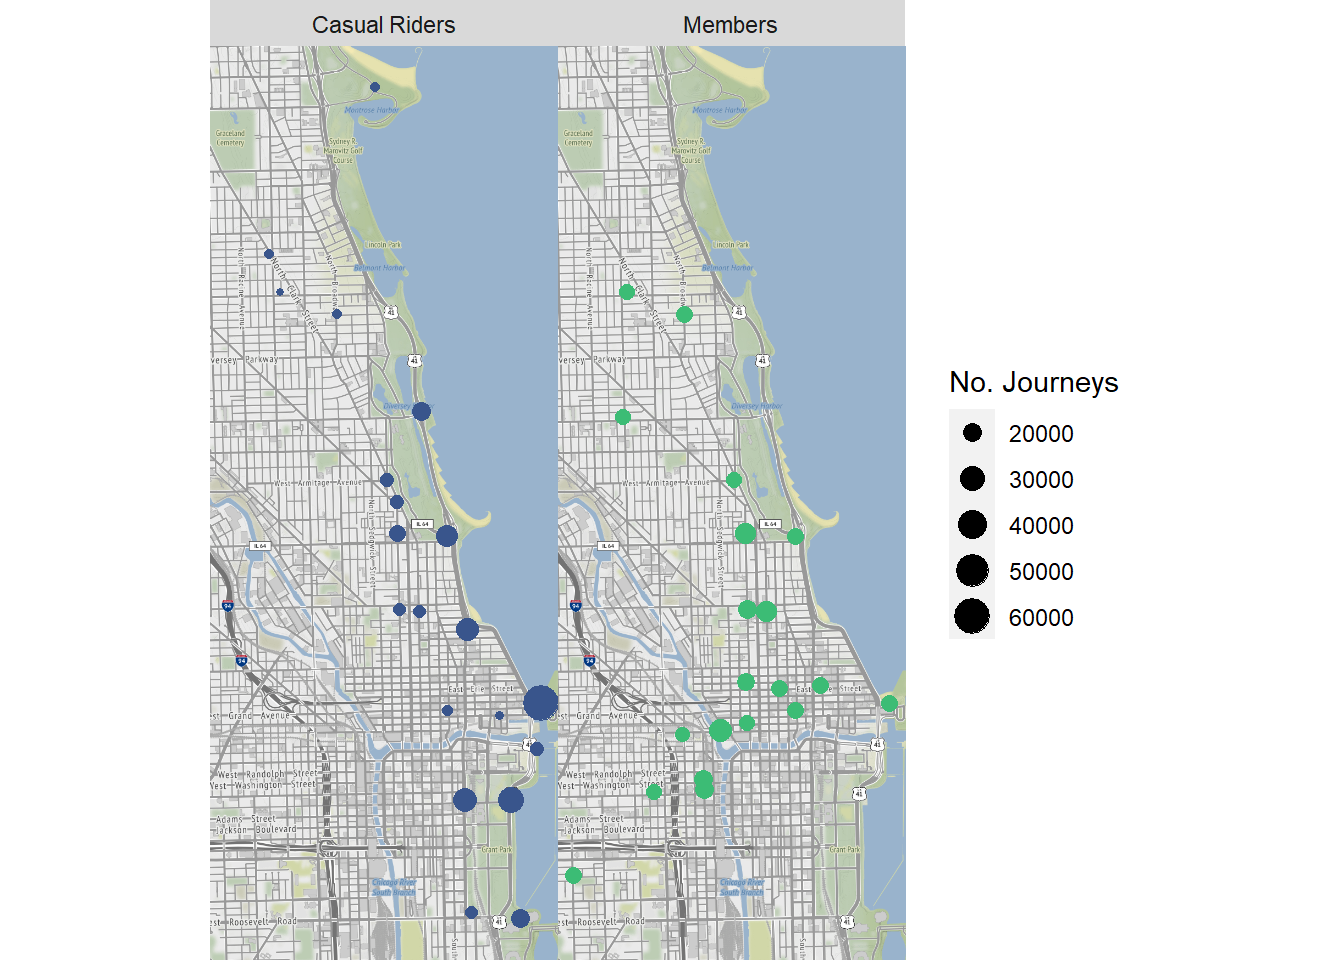 Casual Riders
Members
Montrose Harbor
Graceland
Cemetery
Sydney R.
Marovitz Golf
Course
Lincoln Park
Belmont Harbor
North Racine Avenue
North Clark Street
North Broadway
41
iversey Parkway
41
Diversey Harbor
West Armitage Avenue
North Sedgwick Street
IL 64
IL 64
94
94
East Erie Street
st Grand Avenue
41
West Randolph Street
West Washington Street
Adams Street
Jackson Boulevard
Grant Park
Chicago River
South Branch
est Roosevelt Road
41
South
Montrose Harbor
Graceland
Cemetery
Sydney R.
Marovitz Golf
Course
Lincoln Park
Belmont Harbor
North Racine Avenue
North Clark Street
North Broadway
41
iversey Parkway
41
Diversey Harbor
West Armitage Avenue
North Sedgwick Street
IL 64
IL 64
94
94
East Erie Street
st Grand Avenue
41
West Randolph Street
West Washington Street
41
Adams Street
Jackson Boulevard
Grant Park
Chicago River
South Branch
est Roosevelt Road
41
South
No. Journeys
20000
30000
40000
50000
60000